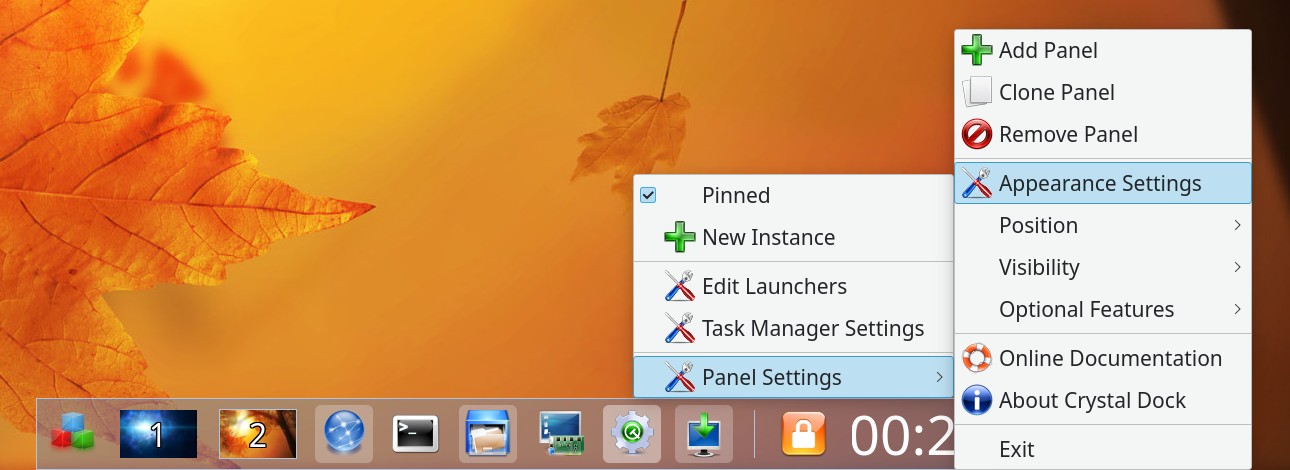 Add Panel
Clone Panel
Remove Panel
Appearance Settings
Position
Visibility
Optional Features
Online Documentation
About Crystal Dock
Exit
Pinned
New Instance
Edit Launchers
Task Manager Settings
Panel Settings
1
2
>_
00:2